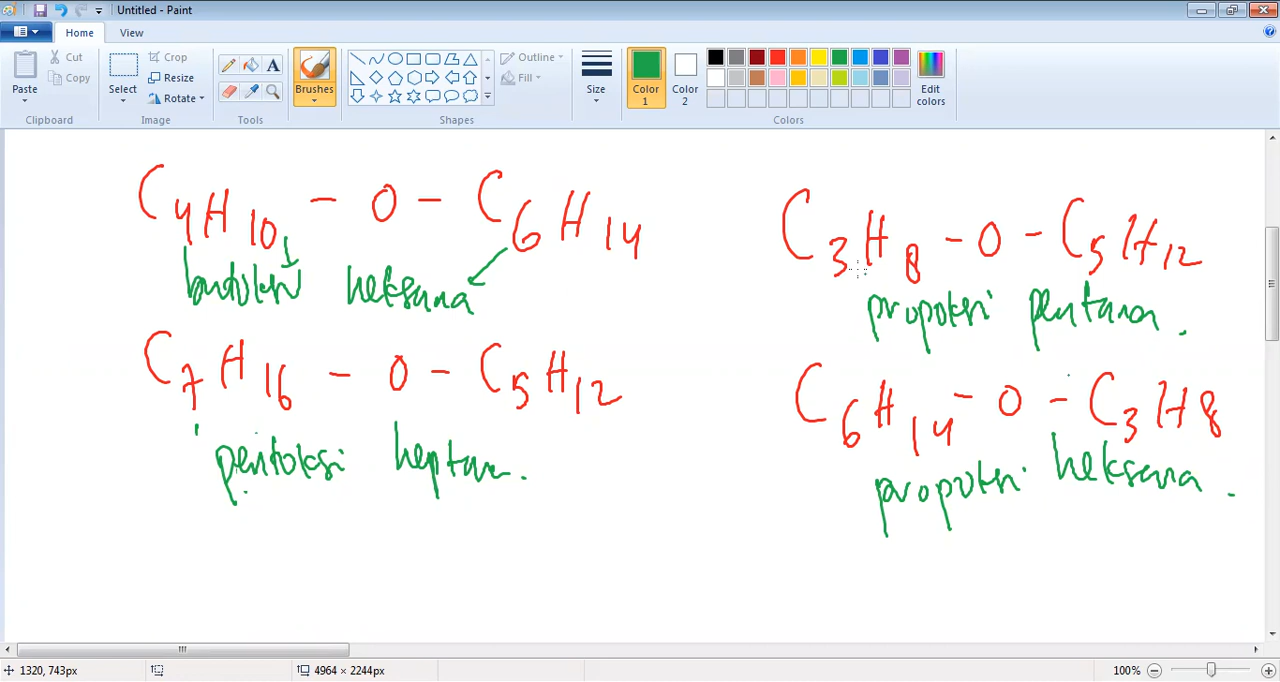 Untitled - Paint
Home View
Paste
Cut
Copy
Select
Crop
Resize
Rotate
Brushes
Outline
Fill
Size
Color 1
Color 2
Edit colors
Clipboard Image Tools Shapes Colors
C4H10 - O - C6H14
butoksi heksana
C7H16 - O - C5H12
pentoksi heptana.
C3H8 - O - C5H12
propoksi pentana.
C6H14 - O - C3H8
propoksi heksana.
1320, 743px 4964 × 2244px 100%